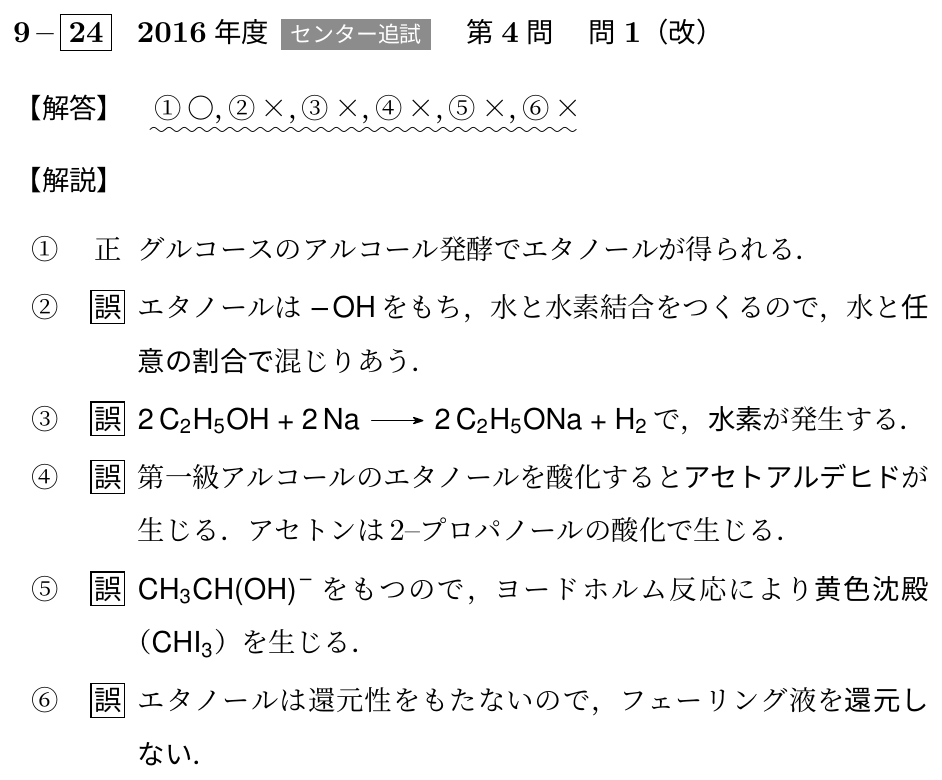 9–24 2016 年度 センター追試 第 4 問 問 1（改）
【解答】 ①○, ②×, ③×, ④×, ⑤×, ⑥×
【解説】
① 正 グルコースのアルコール発酵でエタノールが得られる．
② 誤 エタノールは −OH をもち，水と水素結合をつくるので，水と任
意の割合で混じりあう．
③ 誤 2 C₂H₅OH + 2 Na ⟶ 2 C₂H₅ONa + H₂ で，水素が発生する．
④ 誤 第一級アルコールのエタノールを酸化するとアセトアルデヒドが
生じる．アセトンは 2–プロパノールの酸化で生じる．
⑤ 誤 CH₃CH(OH)⁻ をもつので，ヨードホルム反応により黄色沈殿
（CHI₃）を生じる．
⑥ 誤 エタノールは還元性をもたないので，フェーリング液を還元し
ない．